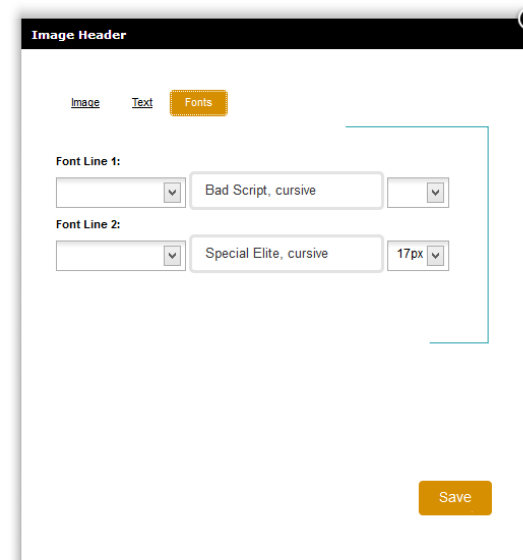 Image Header
Image Text Fonts
Font Line 1:
Bad Script, cursive
Font Line 2:
Special Elite, cursive 17px
Save